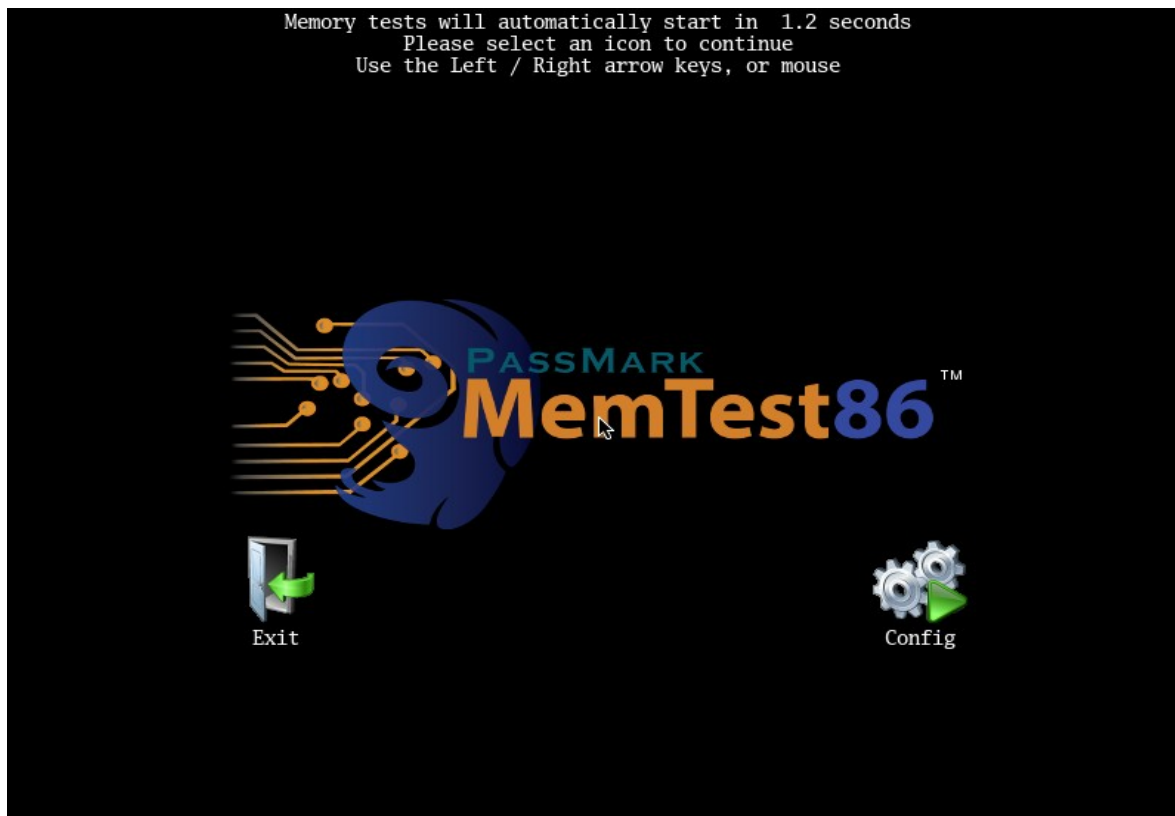 Memory tests will automatically start in  1.2 seconds
Please select an icon to continue
Use the Left / Right arrow keys, or mouse
PASSMARK
MemTest86™
Exit
Config